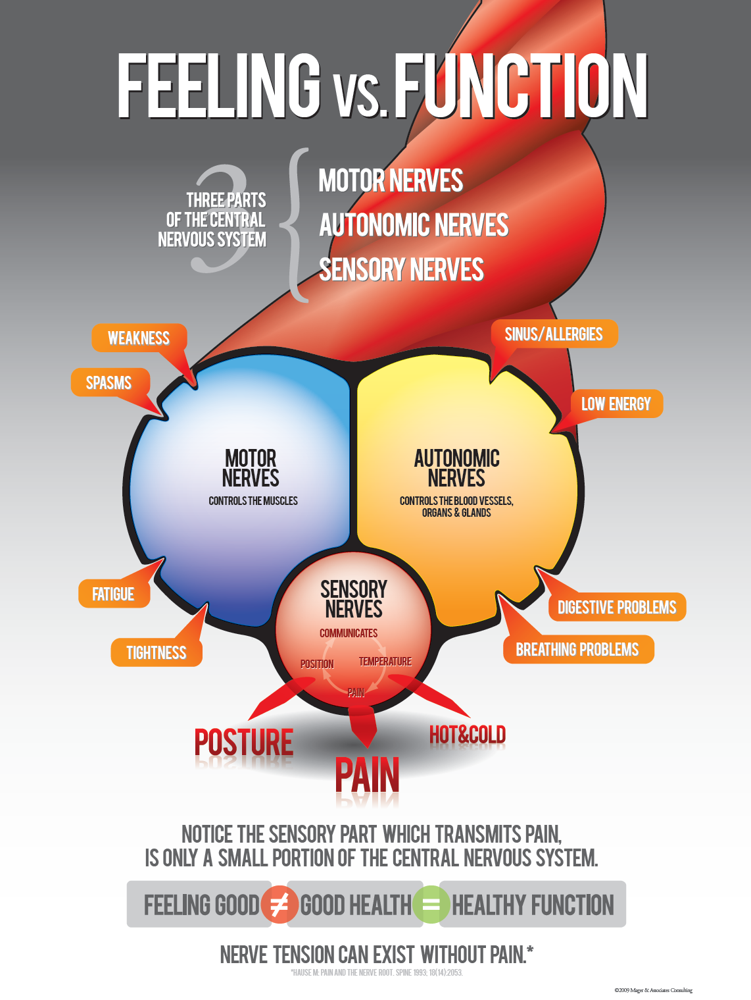 FEELING VS. FUNCTION
3
THREE PARTS
OF THE CENTRAL
NERVOUS SYSTEM
MOTOR NERVES
AUTONOMIC NERVES
SENSORY NERVES
WEAKNESS
SPASMS
SINUS/ALLERGIES
LOW ENERGY
MOTOR
NERVES
CONTROLS THE MUSCLES
AUTONOMIC
NERVES
CONTROLS THE BLOOD VESSELS,
ORGANS & GLANDS
FATIGUE
TIGHTNESS
DIGESTIVE PROBLEMS
BREATHING PROBLEMS
SENSORY
NERVES
COMMUNICATES
POSITION
TEMPERATURE
PAIN
POSTURE
PAIN
HOT&COLD
NOTICE THE SENSORY PART WHICH TRANSMITS PAIN,
IS ONLY A SMALL PORTION OF THE CENTRAL NERVOUS SYSTEM.
FEELING GOOD ≠ GOOD HEALTH = HEALTHY FUNCTION
NERVE TENSION CAN EXIST WITHOUT PAIN.*
*HAUSE M: PAIN AND THE NERVE ROOT. SPINE 1993; 18(14):2053.
©2009 Mager & Associates Consulting